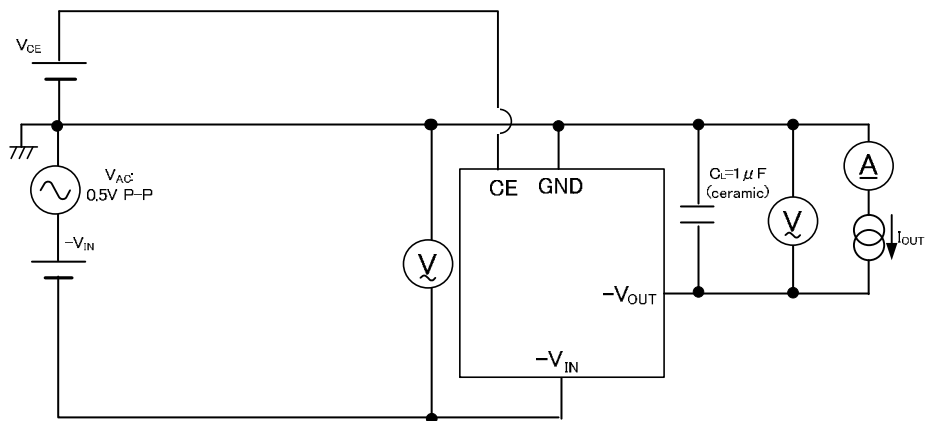 VCE
VAC:
0.5V P-P
-VIN
V
CE GND
CL=1μF
(ceramic)
V
A
IOUT
-VOUT
-VIN